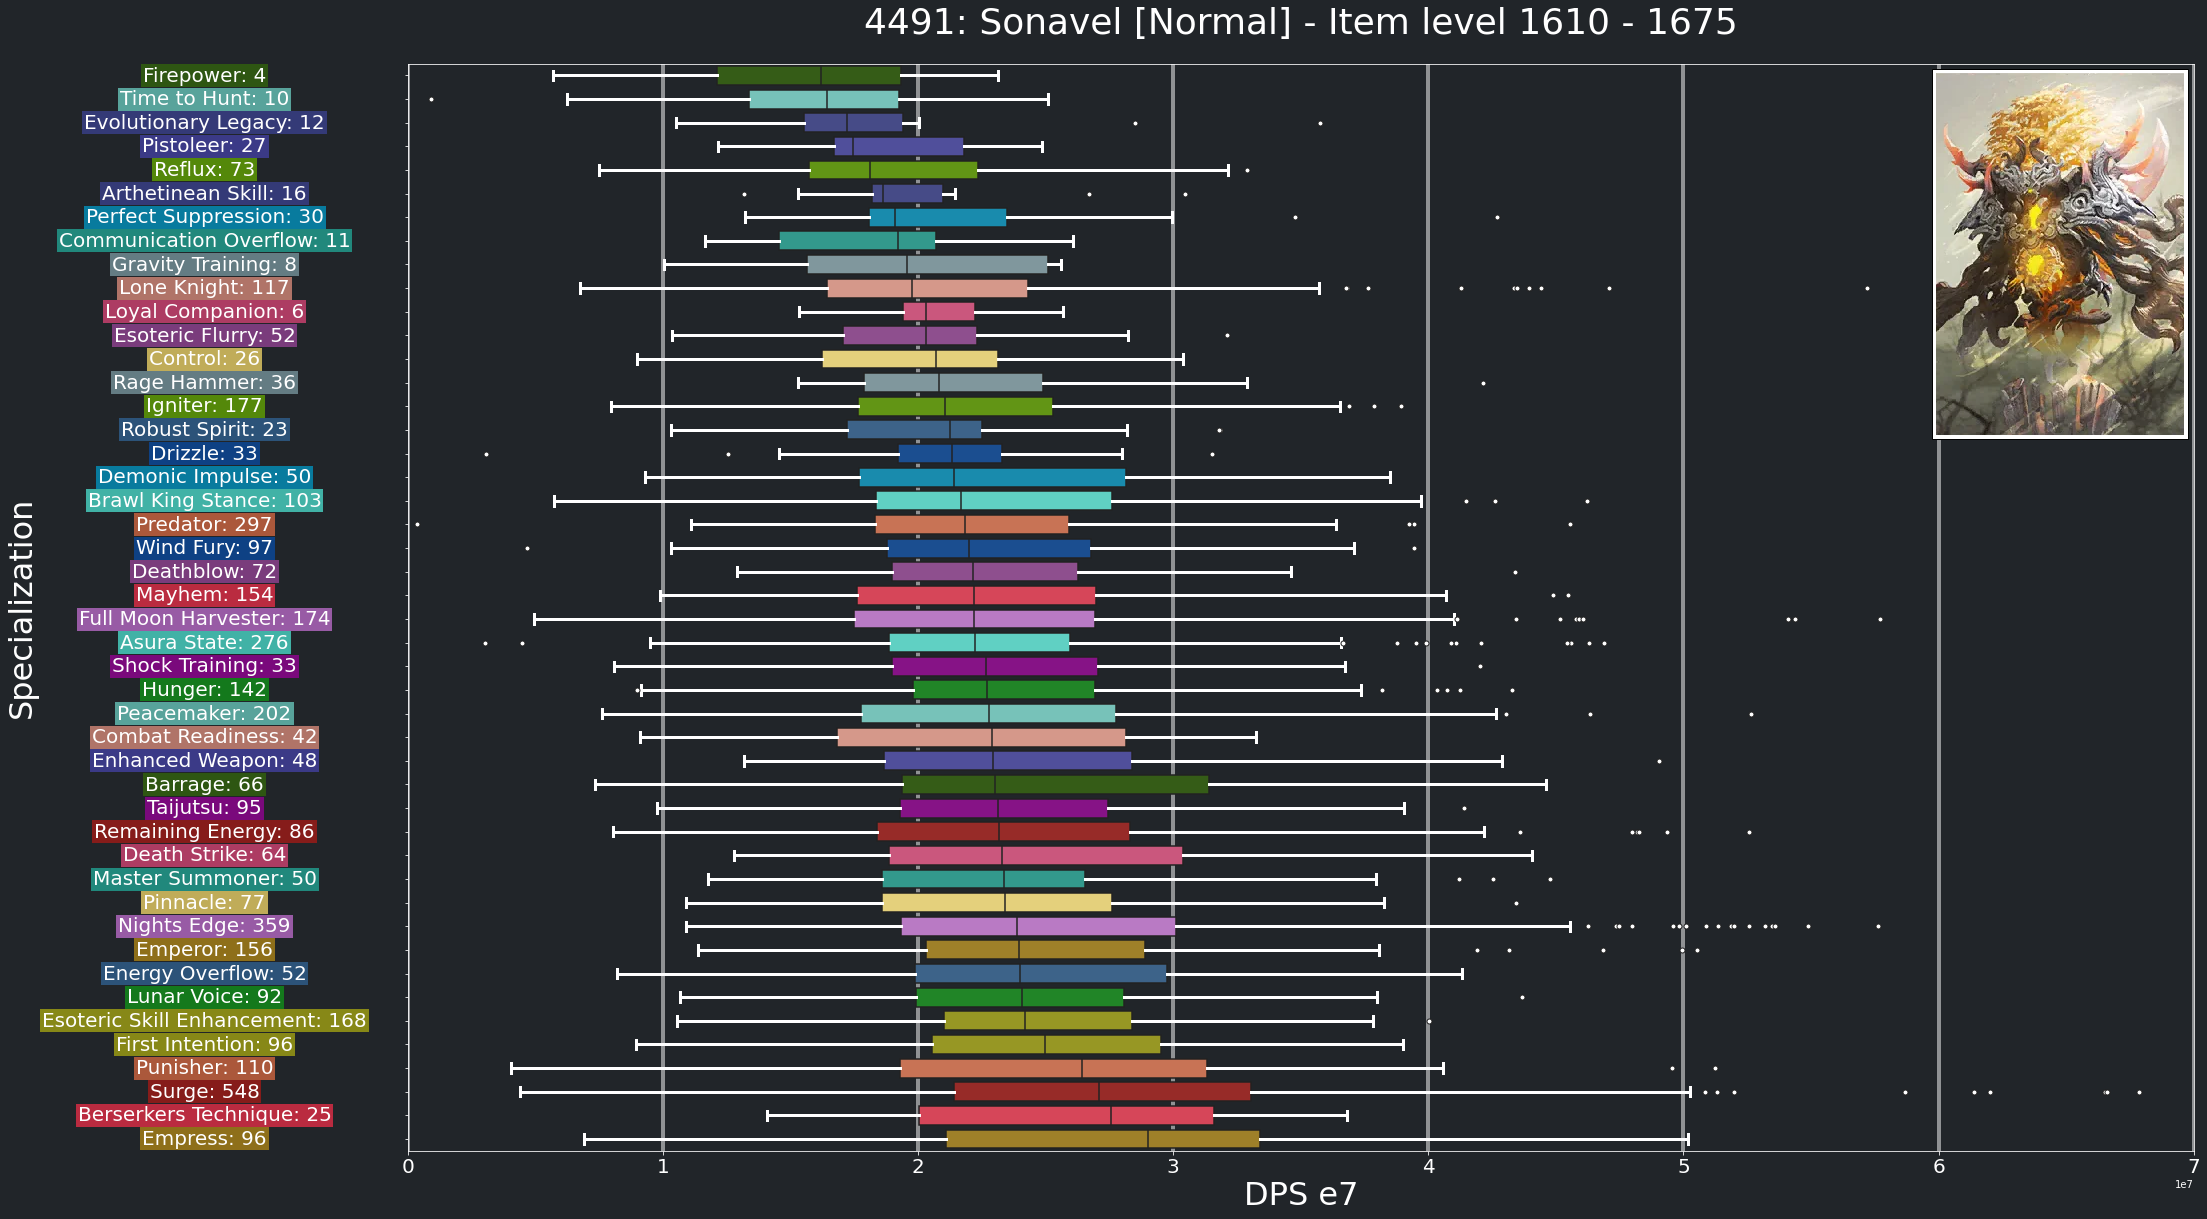 4491: Sonavel [Normal] - Item level 1610 - 1675
Firepower: 4
Time to Hunt: 10
Evolutionary Legacy: 12
Pistoleer: 27
Reflux: 73
Arthetinean Skill: 16
Perfect Suppression: 30
Communication Overflow: 11
Gravity Training: 8
Lone Knight: 117
Loyal Companion: 6
Esoteric Flurry: 52
Control: 26
Rage Hammer: 36
Igniter: 177
Robust Spirit: 23
Drizzle: 33
Demonic Impulse: 50
Brawl King Stance: 103
Predator: 297
Wind Fury: 97
Deathblow: 72
Mayhem: 154
Full Moon Harvester: 174
Asura State: 276
Shock Training: 33
Hunger: 142
Peacemaker: 202
Combat Readiness: 42
Enhanced Weapon: 48
Barrage: 66
Taijutsu: 95
Remaining Energy: 86
Death Strike: 64
Master Summoner: 50
Pinnacle: 77
Nights Edge: 359
Emperor: 156
Energy Overflow: 52
Lunar Voice: 92
Esoteric Skill Enhancement: 168
First Intention: 96
Punisher: 110
Surge: 548
Berserkers Technique: 25
Empress: 96
Specialization
0 1 2 3 4 5 6 7
DPS e7
1e7